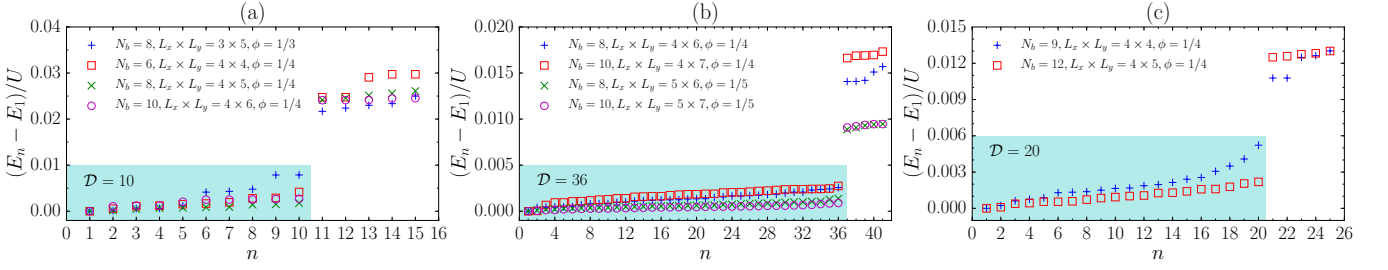 (a)
(E_n − E_1)/U
0.04
0.03
0.02
0.01
0.00
N_b = 8, L_x × L_y = 3 × 5, ϕ = 1/3
N_b = 6, L_x × L_y = 4 × 4, ϕ = 1/4
N_b = 8, L_x × L_y = 4 × 5, ϕ = 1/4
N_b = 10, L_x × L_y = 4 × 6, ϕ = 1/4
𝒟 = 10
0 1 2 3 4 5 6 7 8 9 10 11 12 13 14 15 16
n
(b)
(E_n − E_1)/U
0.020
0.015
0.010
0.005
0.000
N_b = 8, L_x × L_y = 4 × 6, ϕ = 1/4
N_b = 10, L_x × L_y = 4 × 7, ϕ = 1/4
N_b = 8, L_x × L_y = 5 × 6, ϕ = 1/5
N_b = 10, L_x × L_y = 5 × 7, ϕ = 1/5
𝒟 = 36
0 4 8 12 16 20 24 28 32 36 40
n
(c)
(E_n − E_1)/U
0.015
0.012
0.009
0.006
0.003
0.000
N_b = 9, L_x × L_y = 4 × 4, ϕ = 1/4
N_b = 12, L_x × L_y = 4 × 5, ϕ = 1/4
𝒟 = 20
0 2 4 6 8 10 12 14 16 18 20 22 24 26
n